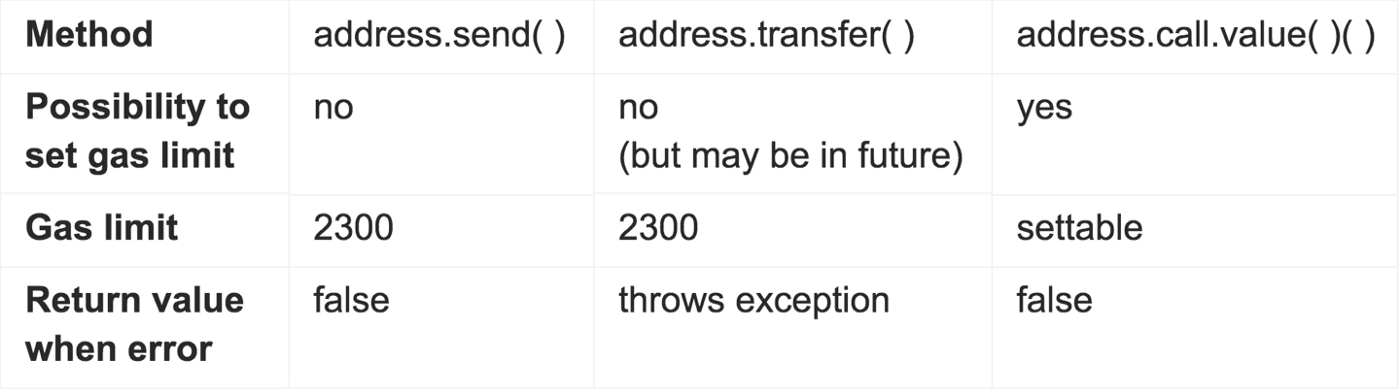 Method address.send( ) address.transfer( ) address.call.value( )( )
Possibility to set gas limit no no (but may be in future) yes
Gas limit 2300 2300 settable
Return value when error false throws exception false